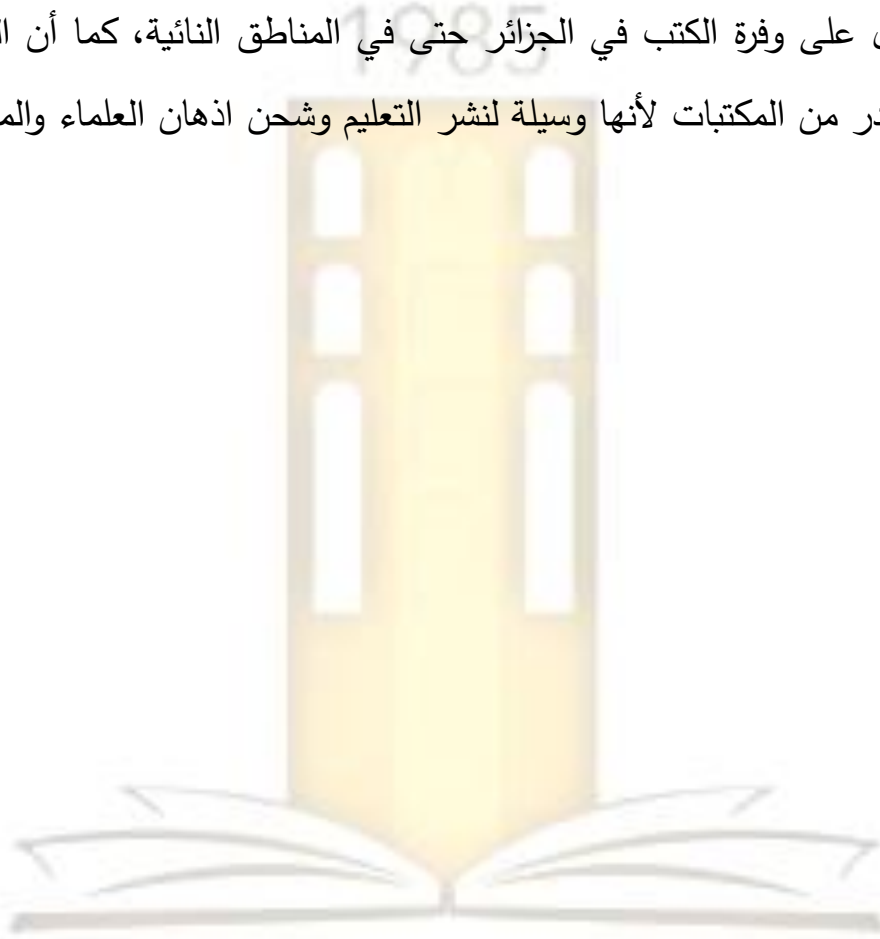 1985
على وفرة الكتب في الجزائر حتى في المناطق النائية، كما أن
من المكتبات لأنها وسيلة لنشر التعليم وشحن اذهان العلماء